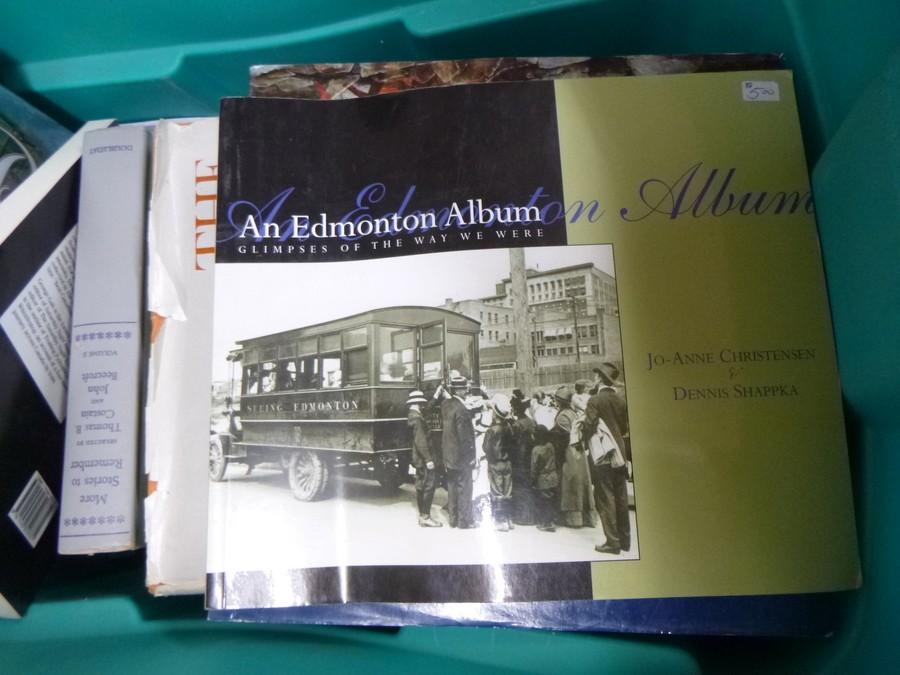 $5.00
An Edmonton Album
An Edmonton Album
GLIMPSES OF THE WAY WE WERE
SEEING EDMONTON
JO-ANNE CHRISTENSEN
&
DENNIS SHAPPKA
THE
More
Stories to
Remember
SELECTED BY
Thomas B.
Costain
AND
John
Beecroft
VOLUME 2
DOUBLEDAY